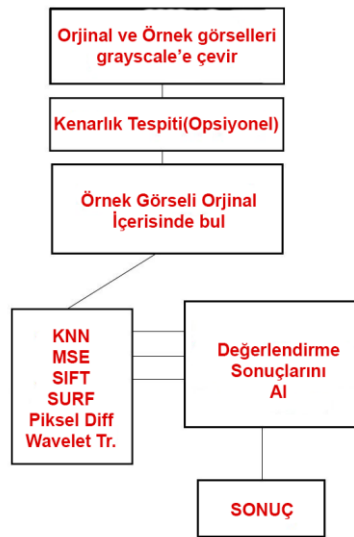 Orjinal ve Örnek görselleri
grayscale'e çevir
Kenarlık Tespiti(Opsiyonel)
Örnek Görseli Orjinal
İçerisinde bul
KNN
MSE
SIFT
SURF
Piksel Diff
Wavelet Tr.
Değerlendirme
Sonuçlarını
Al
SONUÇ